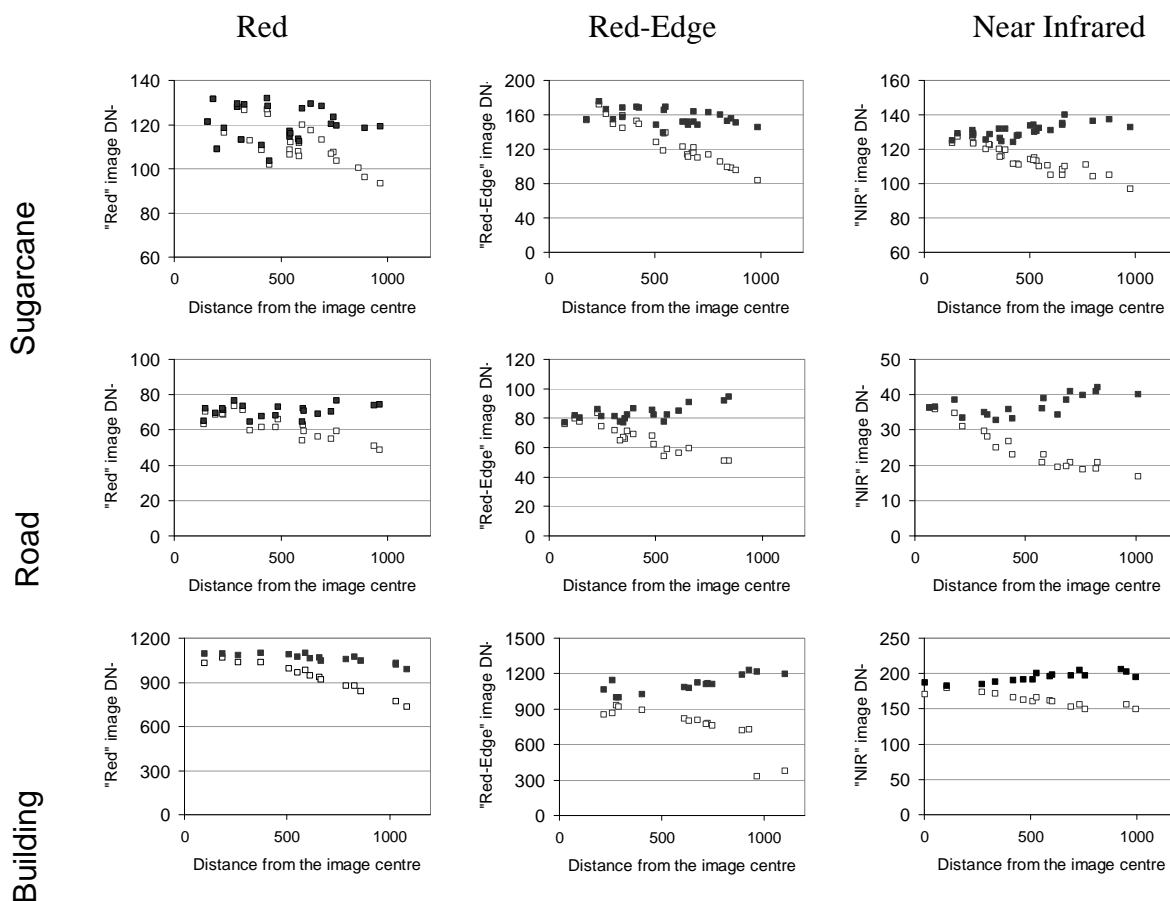 Red Red-Edge Near Infrared
Sugarcane
"Red" image DN-
140
120
100
80
60
0 500 1000
Distance from the image centre
"Red-Edge" image DN-
200
160
120
80
40
0
0 500 1000
Distance from the image centre
"NIR" image DN-
160
140
120
100
80
60
0 500 1000
Distance from the image centre
Road
"Red" image DN-
100
80
60
40
20
0
0 500 1000
Distance from the image centre
"Red-Edge" image DN-
120
100
80
60
40
20
0
0 500 1000
Distance from the image centre
"NIR" image DN-
50
40
30
20
10
0
0 500 1000
Distance from the image centre
Building
"Red" image DN-
1200
900
600
300
0
0 500 1000
Distance from the image centre
"Red-Edge" image DN-
1500
1200
900
600
300
0
0 500 1000
Distance from the image centre
"NIR" image DN-
250
200
150
100
50
0
0 500 1000
Distance from the image centre